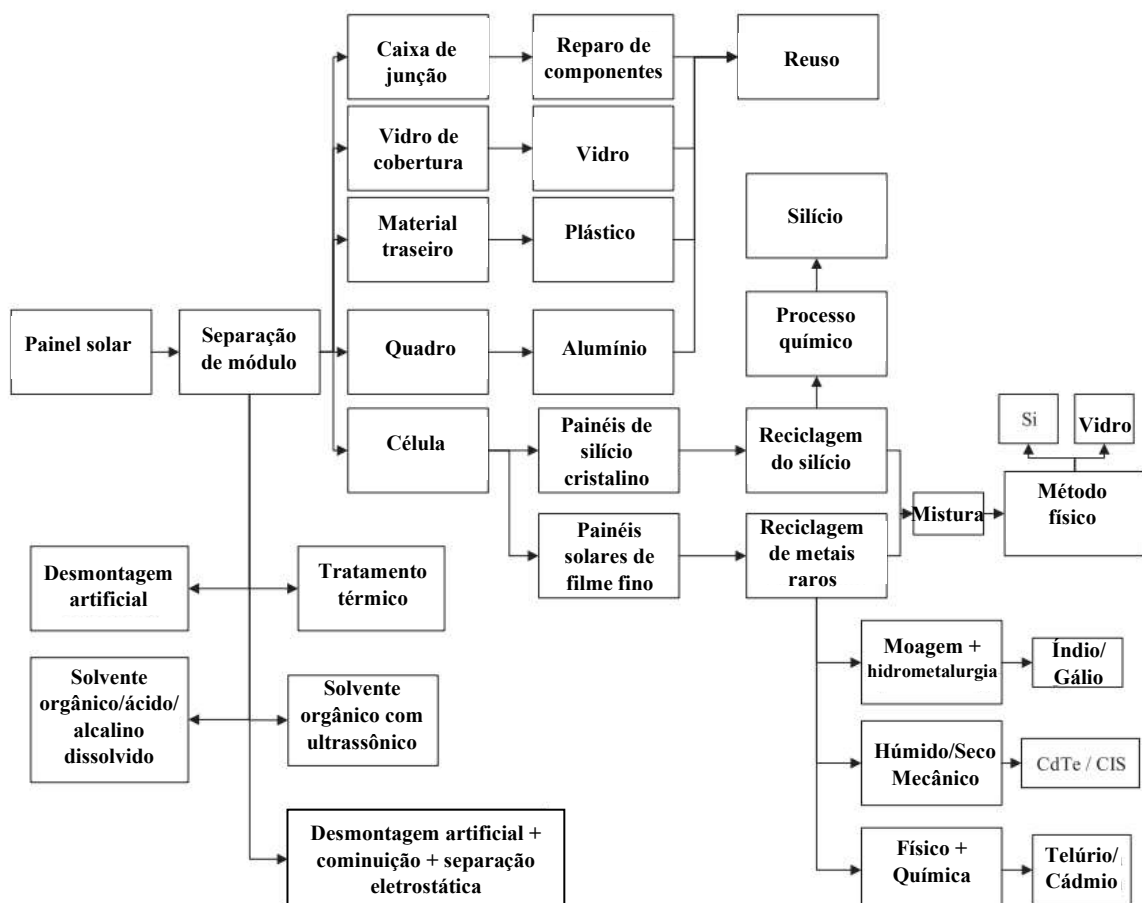 Caixa de
junção
Reparo de
componentes
Reuso
Vidro de
cobertura
Vidro
Material
traseiro
Plástico
Silício
Painel solar
Separação
de módulo
Quadro
Alumínio
Processo
químico
Célula
Painéis de
silício
cristalino
Reciclagem
do silício
Si
Vidro
Mistura
Método
físico
Painéis
solares de
filme fino
Reciclagem
de metais
raros
Desmontagem
artificial
Tratamento
térmico
Solvente
orgânico/ácido/
alcalino
dissolvido
Solvente
orgânico com
ultrassônico
Desmontagem artificial +
cominuição + separação
eletrostática
Moagem +
hidrometalurgia
Índio/
Gálio
Húmido/Seco
Mecânico
CdTe / CIS
Físico +
Química
Telúrio/
Cádmio